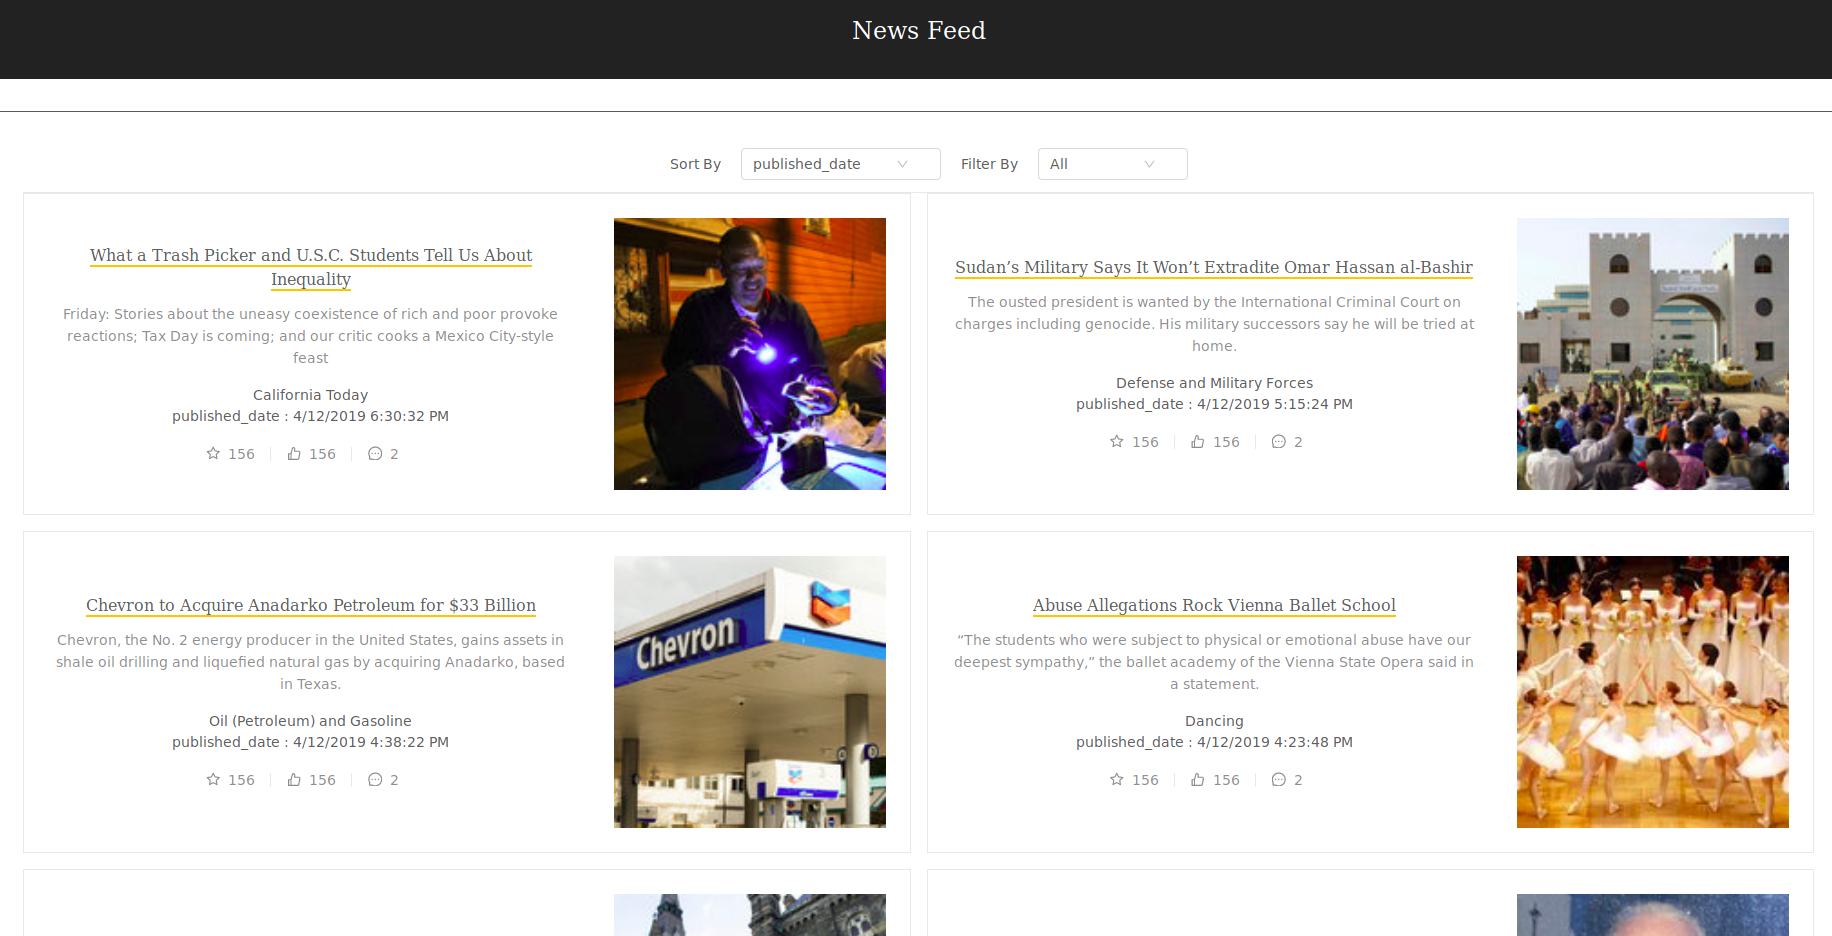 News Feed
Sort By published_date Filter By All
What a Trash Picker and U.S.C. Students Tell Us About
Inequality
Friday: Stories about the uneasy coexistence of rich and poor provoke
reactions; Tax Day is coming; and our critic cooks a Mexico City-style
feast
California Today
published_date : 4/12/2019 6:30:32 PM
156 156 2
Sudan’s Military Says It Won’t Extradite Omar Hassan al-Bashir
The ousted president is wanted by the International Criminal Court on
charges including genocide. His military successors say he will be tried at
home.
Defense and Military Forces
published_date : 4/12/2019 5:15:24 PM
156 156 2
Chevron to Acquire Anadarko Petroleum for $33 Billion
Chevron, the No. 2 energy producer in the United States, gains assets in
shale oil drilling and liquefied natural gas by acquiring Anadarko, based
in Texas.
Oil (Petroleum) and Gasoline
published_date : 4/12/2019 4:38:22 PM
156 156 2
Chevron
Abuse Allegations Rock Vienna Ballet School
“The students who were subject to physical or emotional abuse have our
deepest sympathy,” the ballet academy of the Vienna State Opera said in
a statement.
Dancing
published_date : 4/12/2019 4:23:48 PM
156 156 2